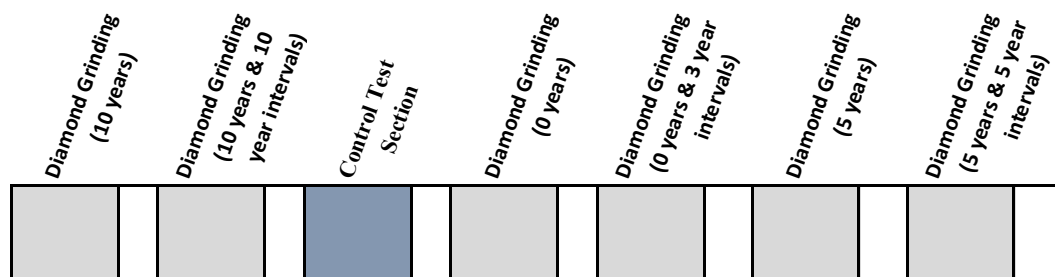 Diamond Grinding
(10 years)
Diamond Grinding
(10 years & 10
year intervals)
Control Test
Section
Diamond Grinding
(0 years)
Diamond Grinding
(0 years & 3 year
intervals)
Diamond Grinding
(5 years)
Diamond Grinding
(5 years & 5 year
intervals)